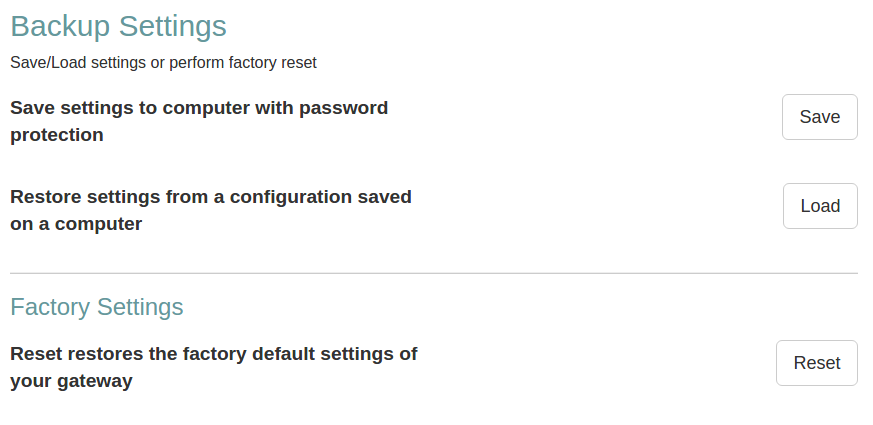 Backup Settings
Save/Load settings or perform factory reset
Save settings to computer with password
protection
Save
Restore settings from a configuration saved
on a computer
Load
Factory Settings
Reset restores the factory default settings of
your gateway
Reset